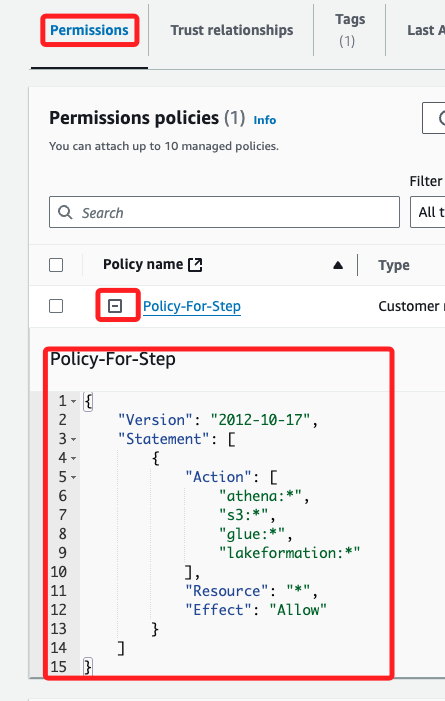 Permissions
Trust relationships
Tags
(1)
Last A
Permissions policies (1) Info
You can attach up to 10 managed policies.
Filter
Search
All t
Policy name
Type
Policy-For-Step
Customer
Policy-For-Step
1 {
2 "Version": "2012-10-17",
3 "Statement": [
4 {
5 "Action": [
6 "athena:*",
7 "s3:*",
8 "glue:*",
9 "lakeformation:*"
10 ],
11 "Resource": "*",
12 "Effect": "Allow"
13 }
14 ]
15 }